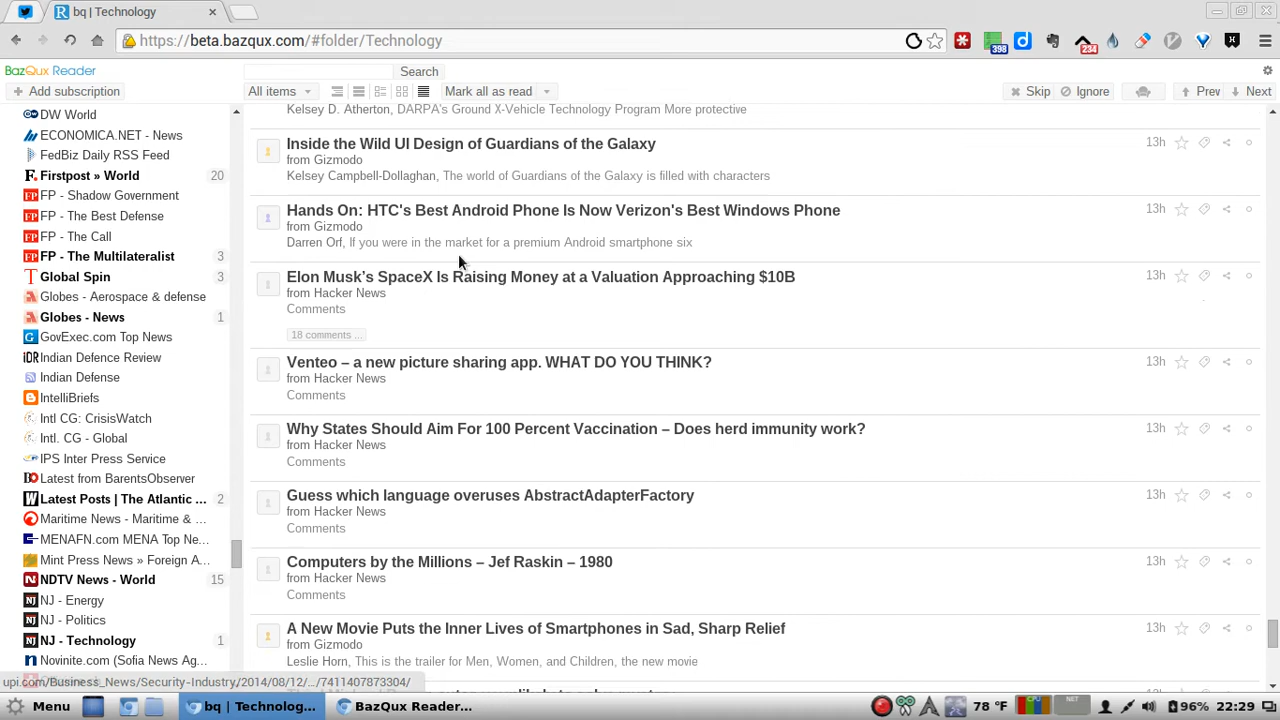 bq | Technology
https://beta.bazqux.com/#folder/Technology
398
234
BazQux Reader
Search
Add subscription
All items
Mark all as read
Skip
Ignore
Prev
Next
DW World
ECONOMICA.NET - News
FedBiz Daily RSS Feed
Firstpost » World 20
FP - Shadow Government
FP - The Best Defense
FP - The Call
FP - The Multilateralist 3
Global Spin 3
Globes - Aerospace & defense
Globes - News 1
GovExec.com Top News
Indian Defence Review
Indian Defense
IntelliBriefs
Intl CG: CrisisWatch
Intl. CG - Global
IPS Inter Press Service
Latest from BarentsObserver
Latest Posts | The Atlantic ... 2
Maritime News - Maritime & ...
MENAFN.com MENA Top Ne...
Mint Press News » Foreign A...
NDTV News - World 15
NJ - Energy
NJ - Politics
NJ - Technology 1
Novinite.com (Sofia News Ag...
Kelsey D. Atherton, DARPA's Ground X-Vehicle Technology Program More protective
Inside the Wild UI Design of Guardians of the Galaxy 13h
from Gizmodo
Kelsey Campbell-Dollaghan, The world of Guardians of the Galaxy is filled with characters
Hands On: HTC's Best Android Phone Is Now Verizon's Best Windows Phone 13h
from Gizmodo
Darren Orf, If you were in the market for a premium Android smartphone six
Elon Musk's SpaceX Is Raising Money at a Valuation Approaching $10B 13h
from Hacker News
Comments
18 comments ...
Venteo – a new picture sharing app. WHAT DO YOU THINK? 13h
from Hacker News
Comments
Why States Should Aim For 100 Percent Vaccination – Does herd immunity work? 13h
from Hacker News
Comments
Guess which language overuses AbstractAdapterFactory 13h
from Hacker News
Comments
Computers by the Millions – Jef Raskin – 1980 13h
from Hacker News
Comments
A New Movie Puts the Inner Lives of Smartphones in Sad, Sharp Relief 13h
from Gizmodo
Leslie Horn, This is the trailer for Men, Women, and Children, the new movie
upi.com/Business_News/Security-Industry/2014/08/12/.../7411407873304/
Menu
bq | Technolog...
BazQux Reader...
78 °F
CPU
NET
96%
22:29